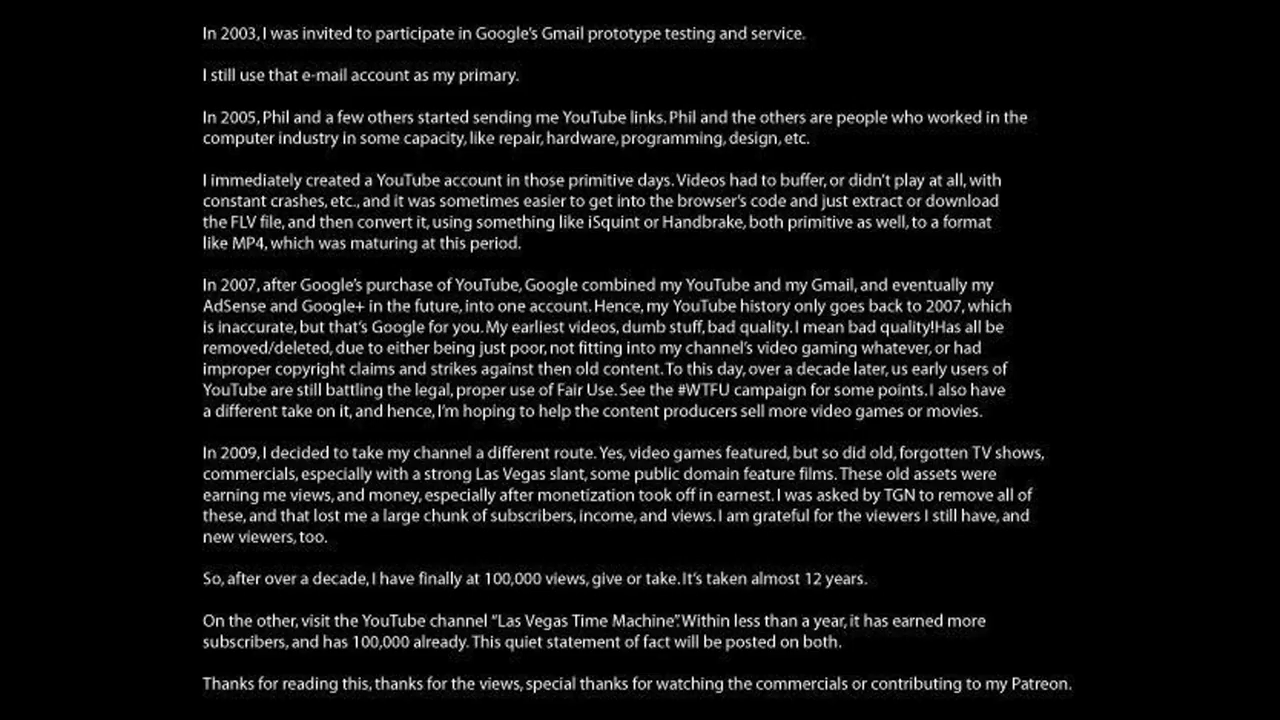 In 2003, I was invited to participate in Google's Gmail prototype testing and service.
I still use that e-mail account as my primary.
In 2005, Phil and a few others started sending me YouTube links. Phil and the others are people who worked in the
computer industry in some capacity, like repair, hardware, programming, design, etc.
I immediately created a YouTube account in those primitive days. Videos had to buffer, or didn't play at all, with
constant crashes, etc., and it was sometimes easier to get into the browser's code and just extract or download
the FLV file, and then convert it, using something like iSquint or Handbrake, both primitive as well, to a format
like MP4, which was maturing at this period.
In 2007, after Google's purchase of YouTube, Google combined my YouTube and my Gmail, and eventually my
AdSense and Google+ in the future, into one account. Hence, my YouTube history only goes back to 2007, which
is inaccurate, but that's Google for you. My earliest videos, dumb stuff, bad quality. I mean bad quality!Has all be
removed/deleted, due to either being just poor, not fitting into my channel's video gaming whatever, or had
improper copyright claims and strikes against then old content. To this day, over a decade later, us early users of
YouTube are still battling the legal, proper use of Fair Use. See the #WTFU campaign for some points. I also have
a different take on it, and hence, I'm hoping to help the content producers sell more video games or movies.
In 2009, I decided to take my channel a different route. Yes, video games featured, but so did old, forgotten TV shows,
commercials, especially with a strong Las Vegas slant, some public domain feature films. These old assets were
earning me views, and money, especially after monetization took off in earnest. I was asked by TGN to remove all of
these, and that lost me a large chunk of subscribers, income, and views. I am grateful for the viewers I still have, and
new viewers, too.
So, after over a decade, I have finally at 100,000 views, give or take. It's taken almost 12 years.
On the other, visit the YouTube channel "Las Vegas Time Machine". Within less than a year, it has earned more
subscribers, and has 100,000 already. This quiet statement of fact will be posted on both.
Thanks for reading this, thanks for the views, special thanks for watching the commercials or contributing to my Patreon.